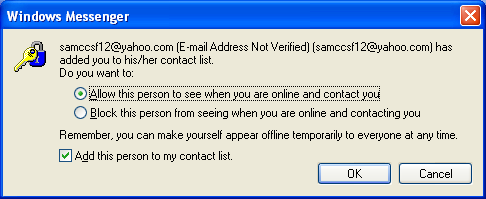 Windows Messenger
samccsf12@yahoo.com (E-mail Address Not Verified) (samccsf12@yahoo.com) has
added you to his/her contact list.
Do you want to:
Allow this person to see when you are online and contact you
Block this person from seeing when you are online and contacting you
Remember, you can make yourself appear offline temporarily to everyone at any time.
Add this person to my contact list.
OK
Cancel